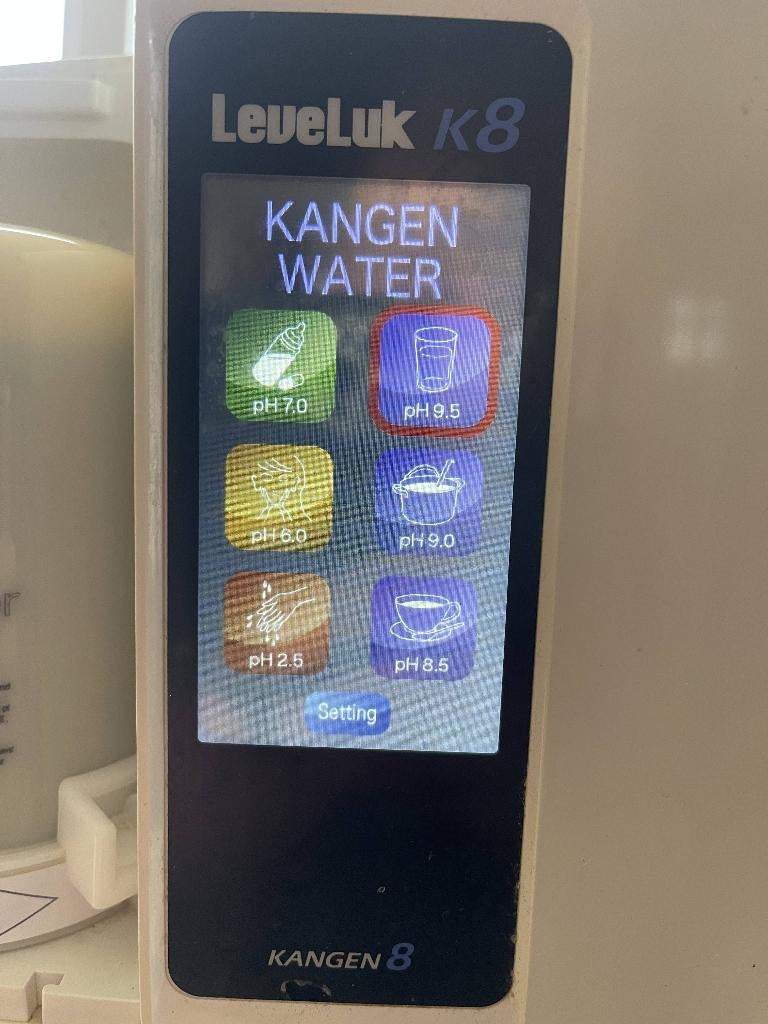 LeveLuk K8
KANGEN
WATER
pH 7.0
pH 9.5
pH 6.0
pH 9.0
pH 2.5
pH 8.5
Setting
KANGEN 8